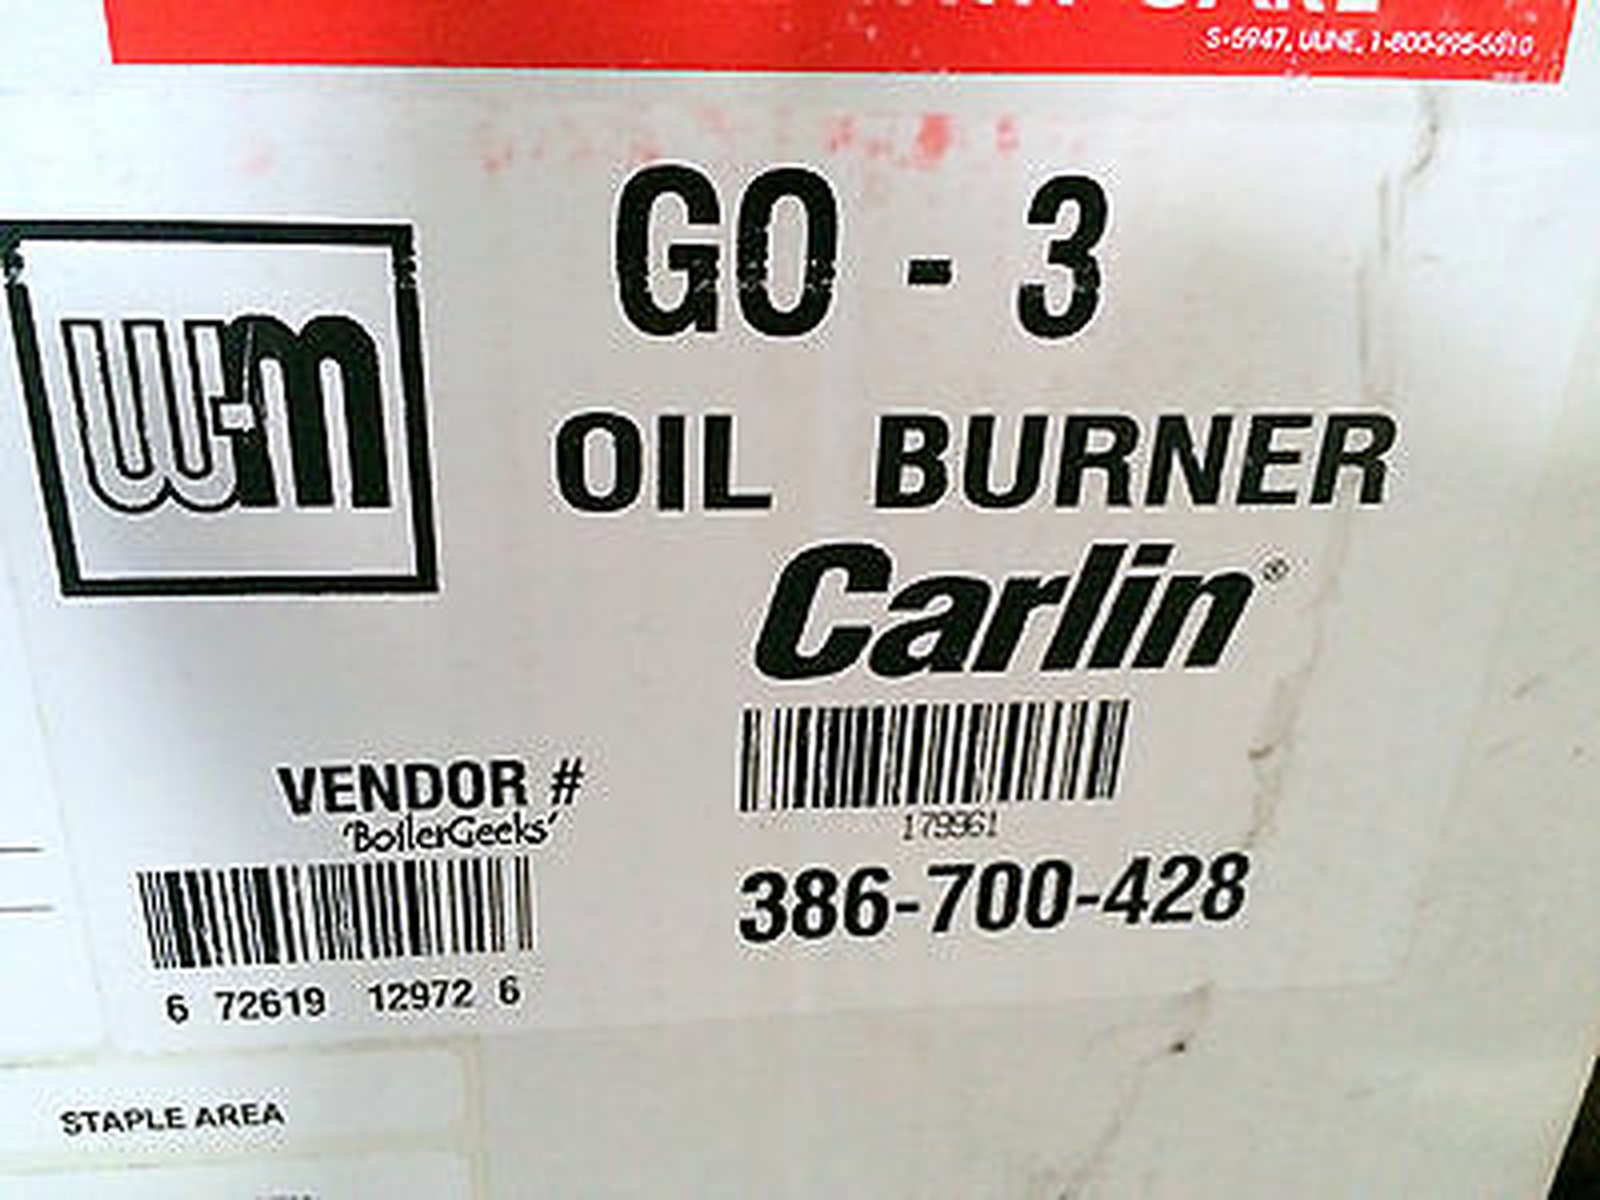 S-5947, ULINE, 1-800-295-5510
GO - 3
W-M
OIL BURNER
Carlin®
VENDOR #
'BoilerGeeks'
179961
386-700-428
6 72619 12972 6
STAPLE AREA